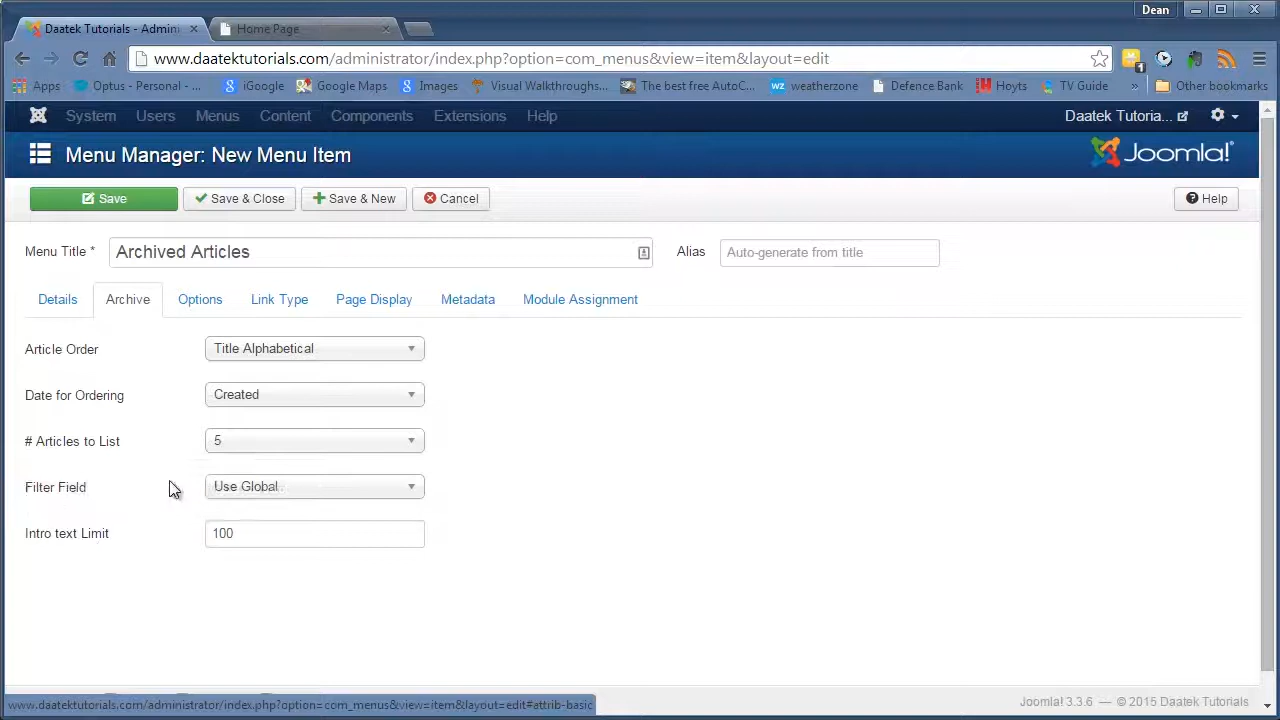 Dean
Daatek Tutorials - Admini
Home Page
www.daatektutorials.com/administrator/index.php?option=com_menus&view=item&layout=edit
1
Apps
Optus - Personal - ...
iGoogle
Google Maps
Images
Visual Walkthroughs...
The best free AutoC...
wz weatherzone
Defence Bank
Hoyts
TV Guide
»
Other bookmarks
System Users Menus Content Components Extensions Help
Daatek Tutoria...
Menu Manager: New Menu Item
Joomla!
Save
Save & Close
Save & New
Cancel
Help
Menu Title *
Archived Articles
Alias
Auto-generate from title
Details Archive Options Link Type Page Display Metadata Module Assignment
Article Order
Title Alphabetical
Date for Ordering
Created
# Articles to List
5
Filter Field
Use Global
Intro text Limit
100
www.daatektutorials.com/administrator/index.php?option=com_menus&view=item&layout=edit#attrib-basic
Joomla! 3.3.6 — © 2015 Daatek Tutorials